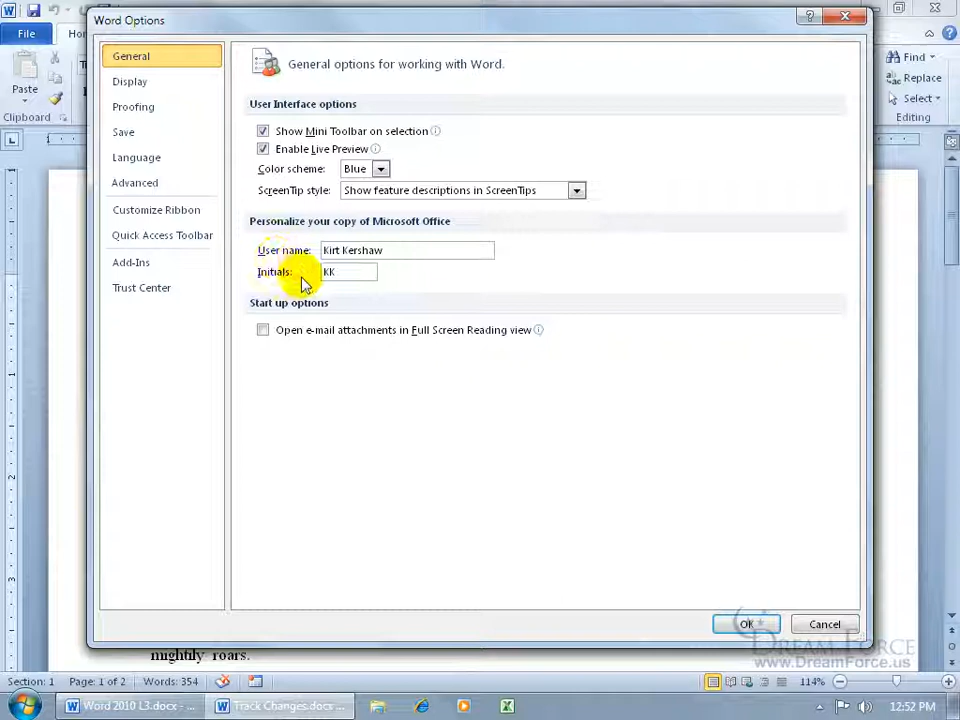 Word Options
File
Ho
Paste
Clipboard
Find
Replace
Select
Editing
General
Display
Proofing
Save
Language
Advanced
Customize Ribbon
Quick Access Toolbar
Add-Ins
Trust Center
General options for working with Word.
User Interface options
Show Mini Toolbar on selection
Enable Live Preview
Color scheme: Blue
ScreenTip style: Show feature descriptions in ScreenTips
Personalize your copy of Microsoft Office
User name: Kirt Kershaw
Initials: KK
Start up options
Open e-mail attachments in Full Screen Reading view
OK Cancel
Dream Force
www.DreamForce.us
mightily roars.
Section: 1 Page: 1 of 2 Words: 354 114%
Word 2010 L3.docx - ... Track Changes.docx ... 12:52 PM